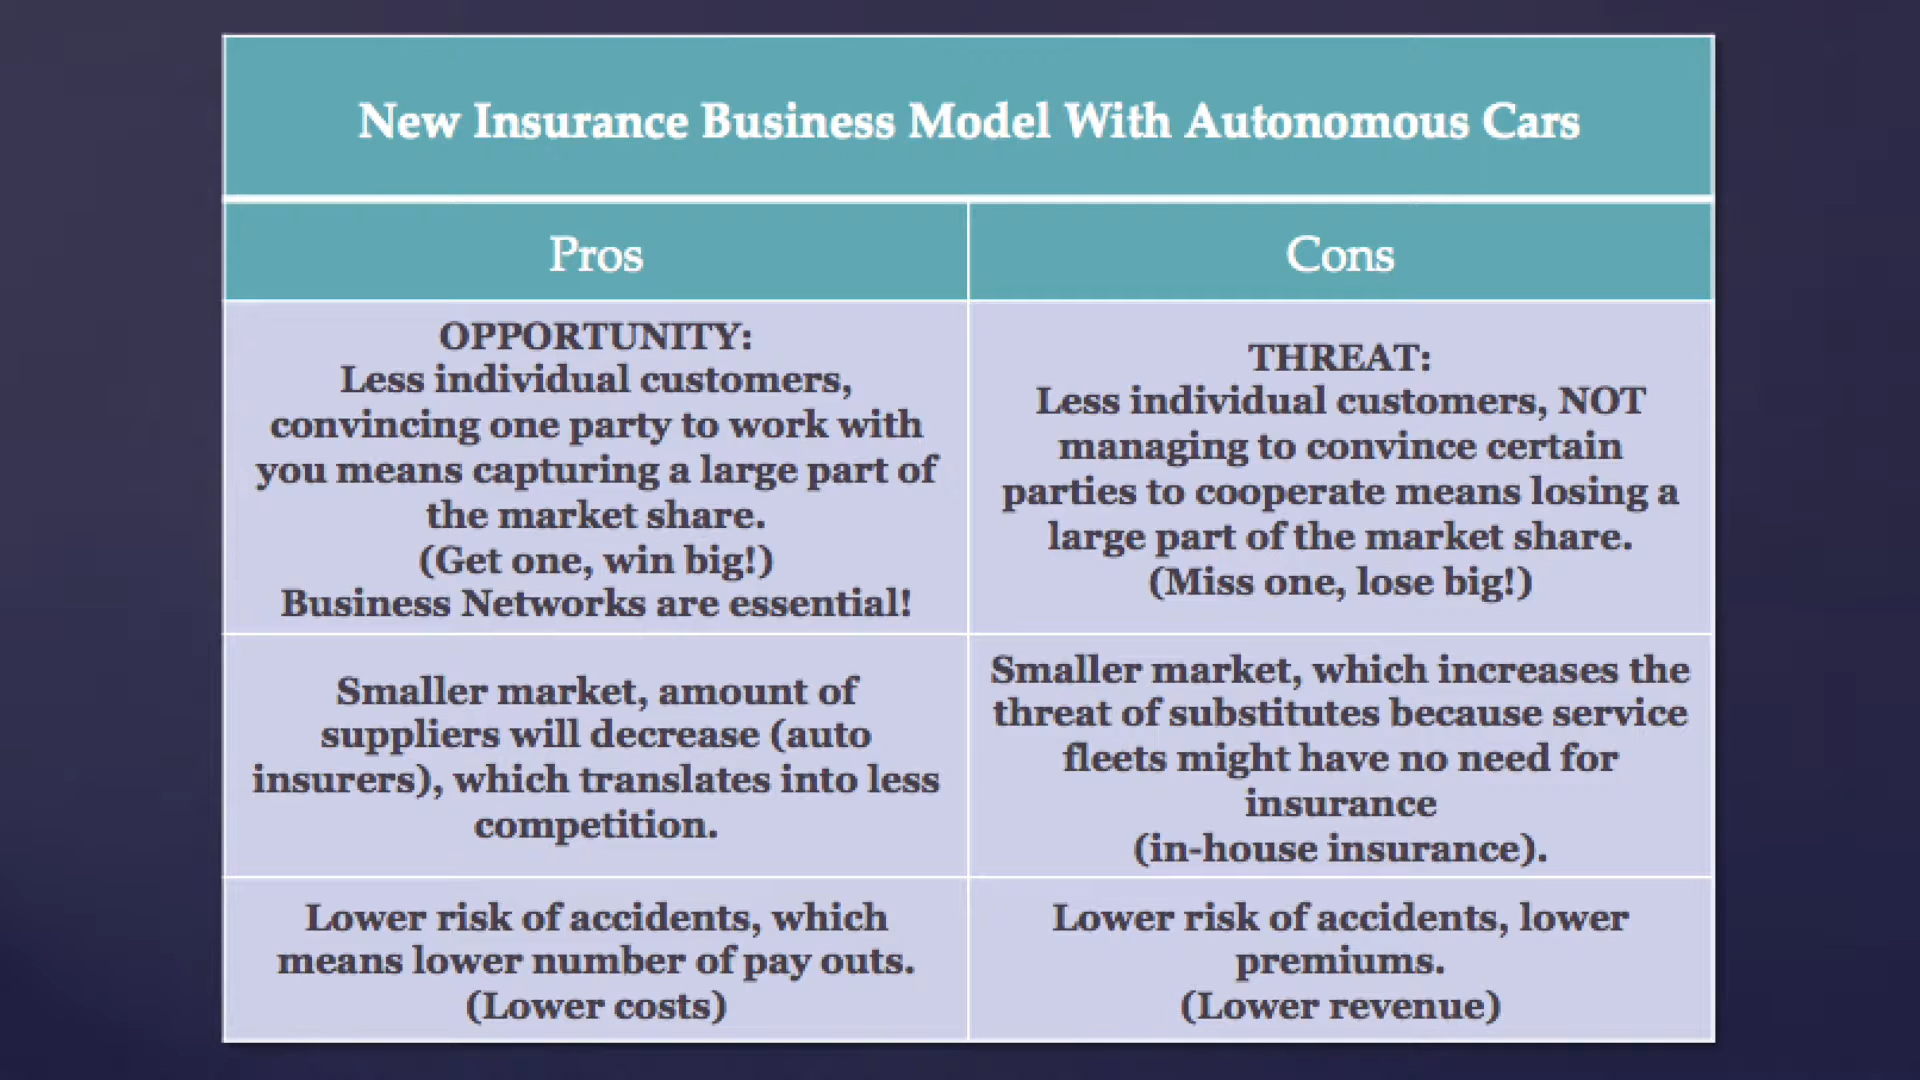 New Insurance Business Model With Autonomous Cars
Pros
Cons
OPPORTUNITY:
Less individual customers,
convincing one party to work with
you means capturing a large part of
the market share.
(Get one, win big!)
Business Networks are essential!
THREAT:
Less individual customers, NOT
managing to convince certain
parties to cooperate means losing a
large part of the market share.
(Miss one, lose big!)
Smaller market, amount of
suppliers will decrease (auto
insurers), which translates into less
competition.
Smaller market, which increases the
threat of substitutes because service
fleets might have no need for
insurance
(in-house insurance).
Lower risk of accidents, which
means lower number of pay outs.
(Lower costs)
Lower risk of accidents, lower
premiums.
(Lower revenue)